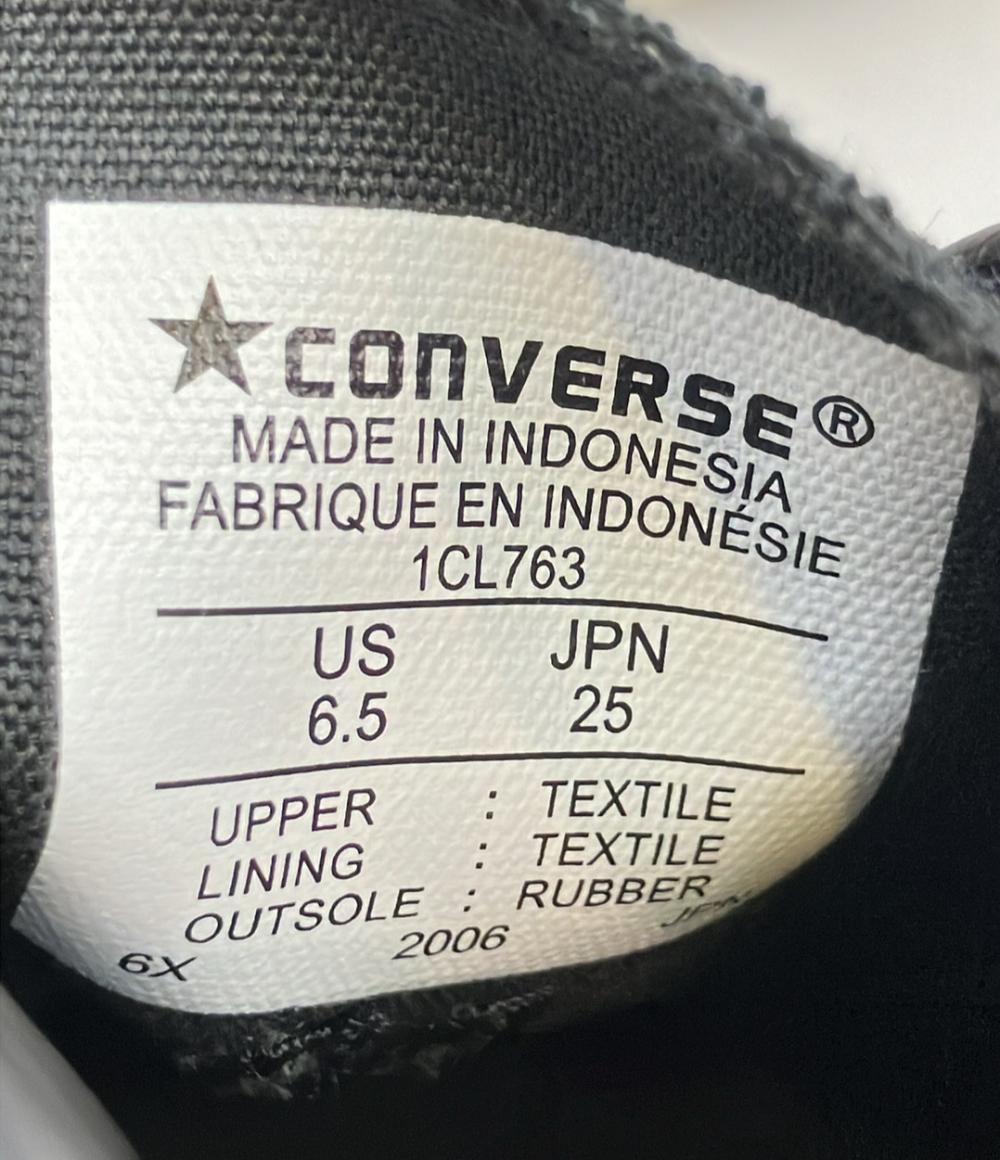 CONVERSE®
MADE IN INDONESIA
FABRIQUE EN INDONÉSIE
1CL763
US JPN
6.5 25
UPPER : TEXTILE
LINING : TEXTILE
OUTSOLE : RUBBER
6X 2006